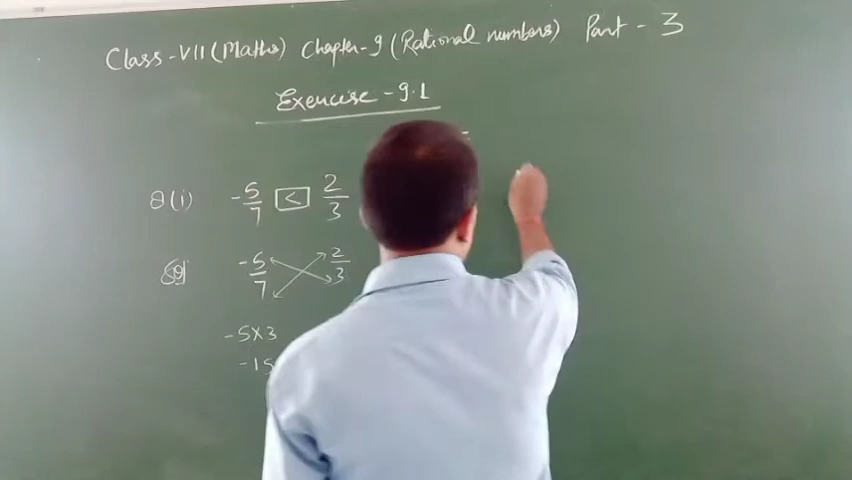 Class-VII (Maths) Chapter-9 (Rational numbers) Part - 3
Exercise - 9.1
8(i) -5/7 < 2/3
-5/7 2/3
-5×3
-15